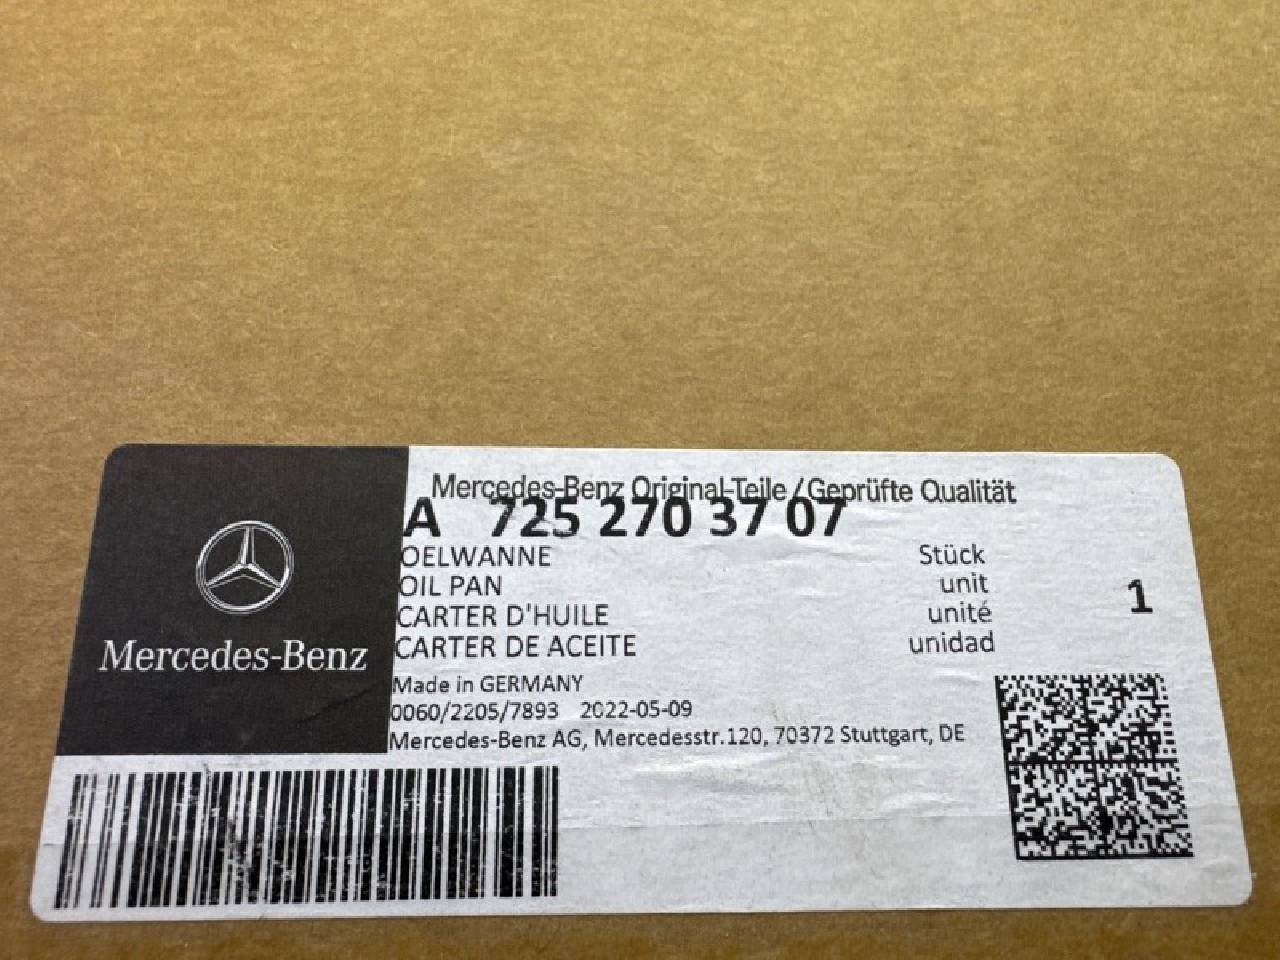 Mercedes-Benz Original-Teile/Geprüfte Qualität
A 725 270 37 07
OELWANNE Stück
OIL PAN unit
CARTER D'HUILE unité
CARTER DE ACEITE unidad
1
Mercedes-Benz
Made in GERMANY
0060/2205/7893 2022-05-09
Mercedes-Benz AG, Mercedesstr.120, 70372 Stuttgart, DE